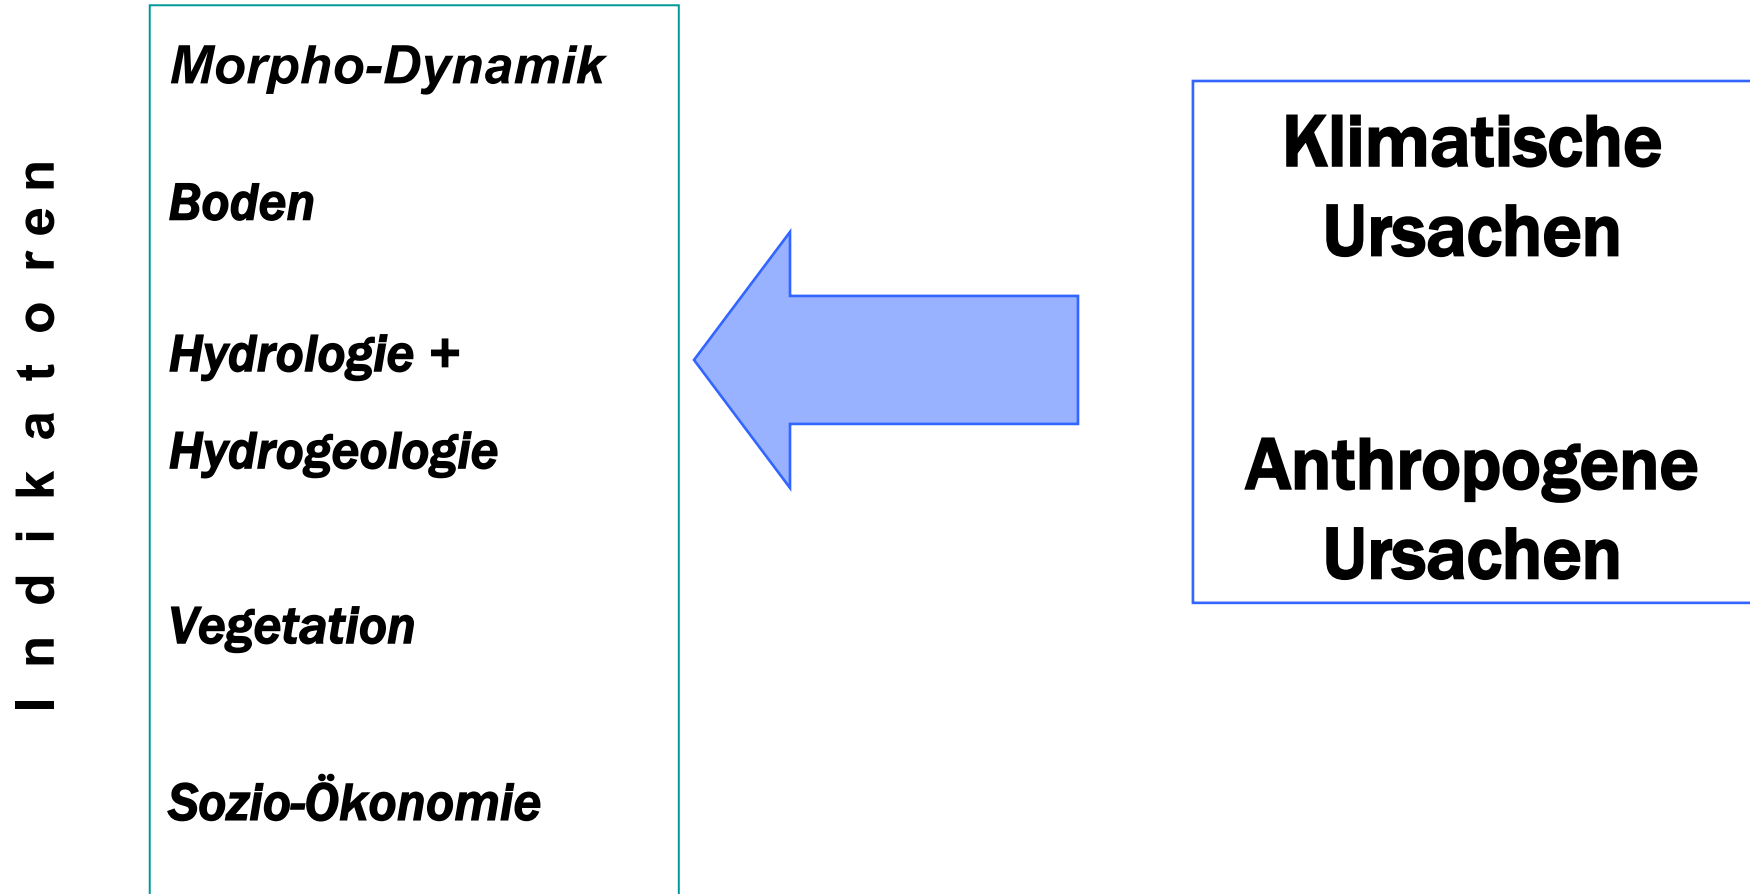 Indikatoren
Morpho-Dynamik
Boden
Hydrologie +
Hydrogeologie
Vegetation
Sozio-Ökonomie
Klimatische
Ursachen
Anthropogene
Ursachen